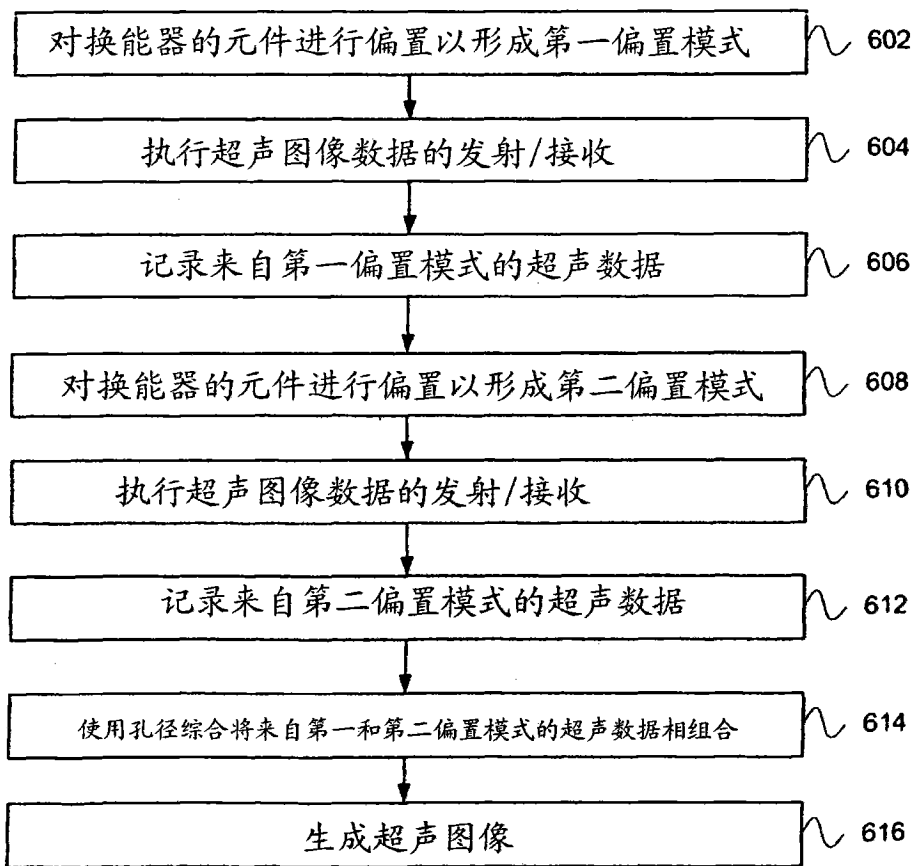 对换能器的元件进行偏置以形成第一偏置模式 602
执行超声图像数据的发射/接收 604
记录来自第一偏置模式的超声数据 606
对换能器的元件进行偏置以形成第二偏置模式 608
执行超声图像数据的发射/接收 610
记录来自第二偏置模式的超声数据 612
使用孔径综合将来自第一和第二偏置模式的超声数据相组合 614
生成超声图像 616